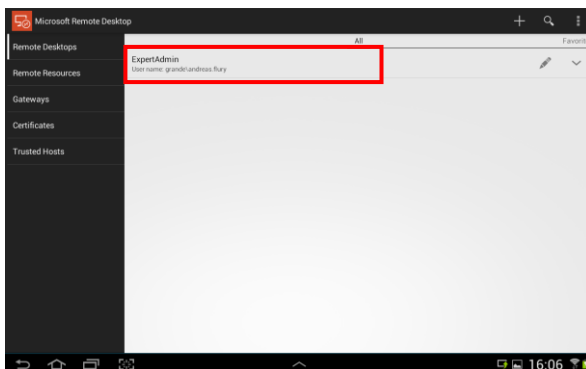 Microsoft Remote Desktop
Remote Desktops
Remote Resources
Gateways
Certificates
Trusted Hosts
All
Favorit
ExpertAdmin
User name: grande\andreas.flury
16:06